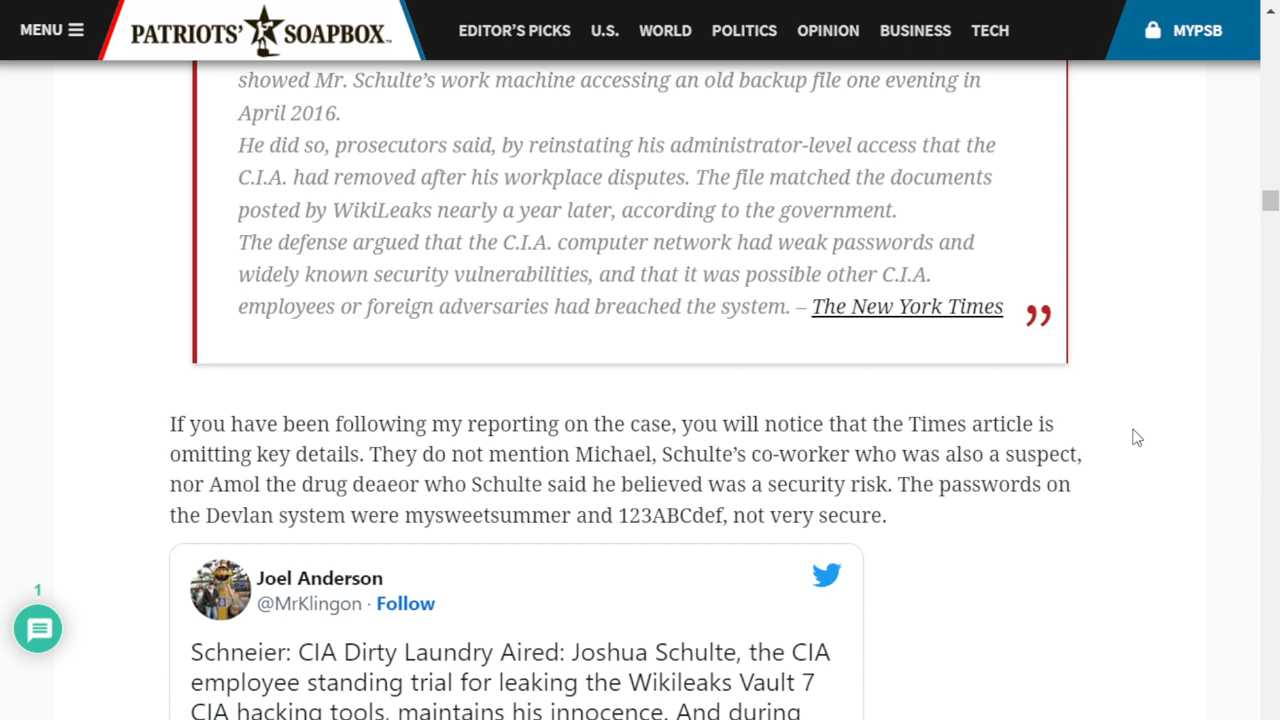 MENU
PATRIOTS' SOAPBOX
EDITOR'S PICKS U.S. WORLD POLITICS OPINION BUSINESS TECH
MYPSB
showed Mr. Schulte's work machine accessing an old backup file one evening in
April 2016.
He did so, prosecutors said, by reinstating his administrator-level access that the
C.I.A. had removed after his workplace disputes. The file matched the documents
posted by WikiLeaks nearly a year later, according to the government.
The defense argued that the C.I.A. computer network had weak passwords and
widely known security vulnerabilities, and that it was possible other C.I.A.
employees or foreign adversaries had breached the system. – The New York Times ”
If you have been following my reporting on the case, you will notice that the Times article is
omitting key details. They do not mention Michael, Schulte's co-worker who was also a suspect,
nor Amol the drug deaeor who Schulte said he believed was a security risk. The passwords on
the Devlan system were mysweetsummer and 123ABCdef, not very secure.
Joel Anderson
@MrKlingon · Follow
1
Schneier: CIA Dirty Laundry Aired: Joshua Schulte, the CIA
employee standing trial for leaking the Wikileaks Vault 7
CIA hacking tools, maintains his innocence. And during